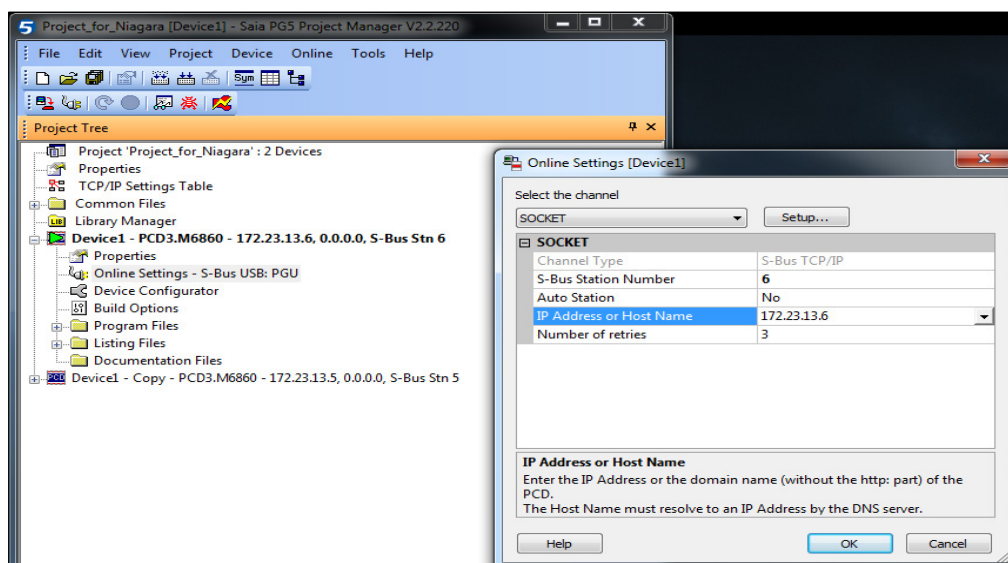 Project_for_Niagara [Device1] - Saia PG5 Project Manager V2.2.220
File Edit View Project Device Online Tools Help
Sym
Project Tree
Project 'Project_for_Niagara' : 2 Devices
Properties
TCP/IP Settings Table
Common Files
LIB Library Manager
Device1 - PCD3.M6860 - 172.23.13.6, 0.0.0.0, S-Bus Stn 6
Properties
Online Settings - S-Bus USB: PGU
Device Configurator
Build Options
Program Files
Listing Files
Documentation Files
PCD Device1 - Copy - PCD3.M6860 - 172.23.13.5, 0.0.0.0, S-Bus Stn 5
Online Settings [Device1]
Select the channel
SOCKET Setup...
SOCKET
Channel Type S-Bus TCP/IP
S-Bus Station Number 6
Auto Station No
IP Address or Host Name 172.23.13.6
Number of retries 3
IP Address or Host Name
Enter the IP Address or the domain name (without the http: part) of the
PCD.
The Host Name must resolve to an IP Address by the DNS server.
Help OK Cancel